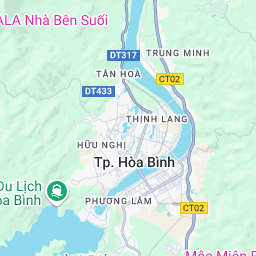 ALA Nhà Bên Suối
DT317
TRUNG MINH
TÂN HOÀ
CT02
DT433
THỊNH LANG
HỮU NGHỊ
Tp. Hòa Bình
Du Lịch
oa Bình
PHƯƠNG LÂM
CT02
Mộc Miên